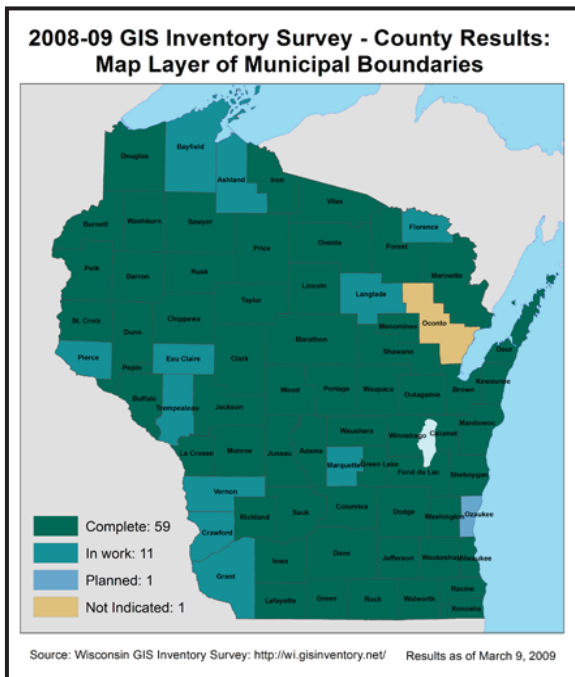 2008-09 GIS Inventory Survey - County Results:
Map Layer of Municipal Boundaries
Douglas
Bayfield
Ashland
Iron
Vilas
Florence
Burnett
Washburn
Sawyer
Price
Oneida
Forest
Marinette
Polk
Barron
Rusk
Lincoln
Langlade
Taylor
Oconto
St. Croix
Dunn
Chippewa
Menominee
Marathon
Shawano
Door
Pierce
Eau Claire
Clark
Pepin
Kewaunee
Buffalo
Trempealeau
Jackson
Wood
Portage
Waupaca
Outagamie
Brown
Manitowoc
Waushara
Winnebago
Calumet
La Crosse
Monroe
Juneau
Adams
Marquette
Green Lake
Fond du Lac
Sheboygan
Vernon
Richland
Sauk
Columbia
Dodge
Washington
Ozaukee
Crawford
Iowa
Dane
Jefferson
Waukesha
Milwaukee
Grant
Lafayette
Green
Rock
Walworth
Racine
Kenosha
Complete: 59
In work: 11
Planned: 1
Not Indicated: 1
Source: Wisconsin GIS Inventory Survey: http://wi.gisinventory.net/ Results as of March 9, 2009